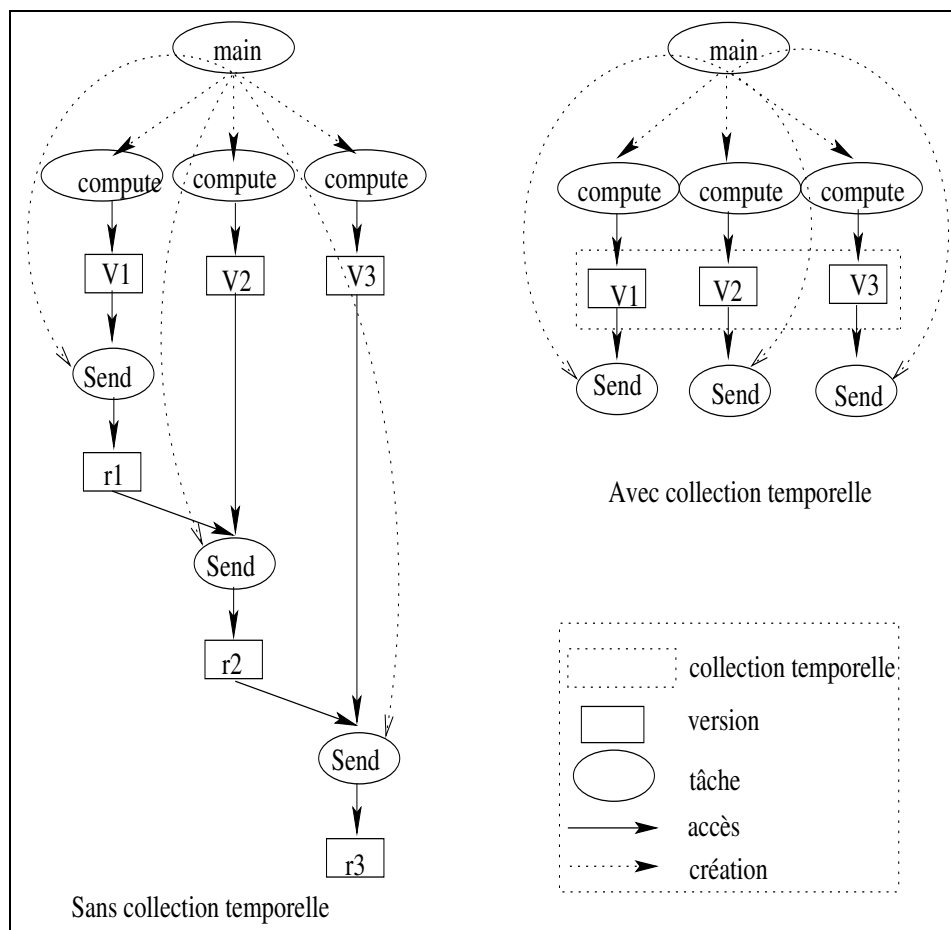 main
compute
compute
compute
V1
V2
V3
Send
r1
Send
r2
Send
r3
Sans collection temporelle
main
compute
compute
compute
V1
V2
V3
Send
Send
Send
Avec collection temporelle
collection temporelle
version
tâche
accès
création